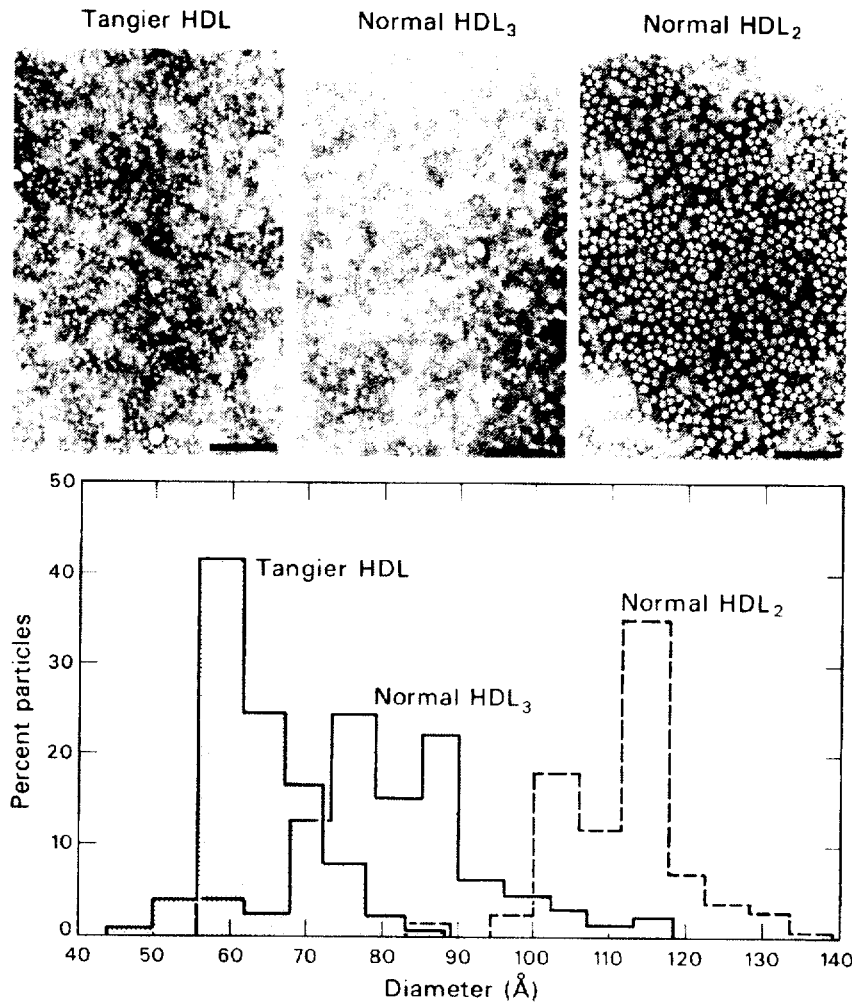 Tangier HDL
Normal HDL₃
Normal HDL₂
50
40
30
20
10
0
Percent particles
Tangier HDL
Normal HDL₃
Normal HDL₂
40 50 60 70 80 90 100 110 120 130 140
Diameter (Å)